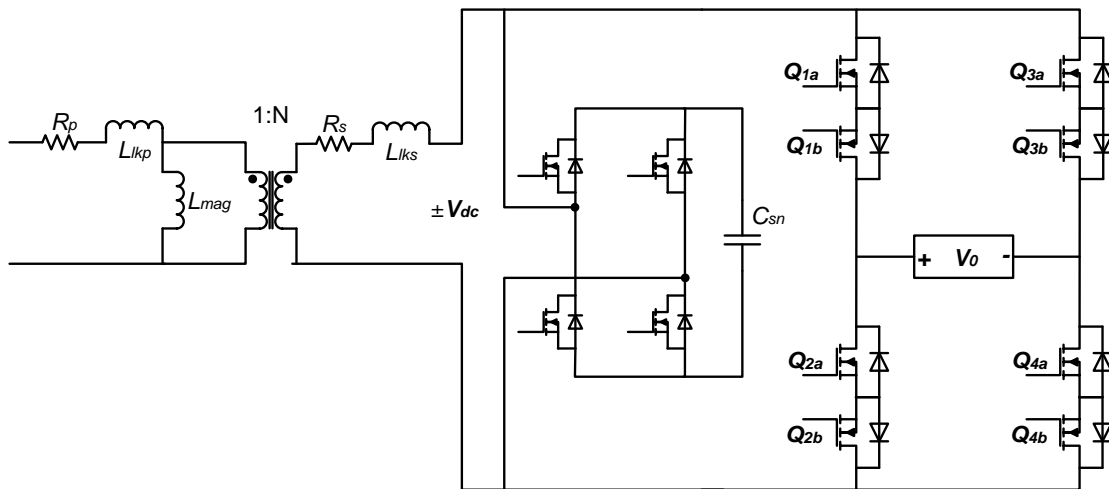 Rp
Llkp
Lmag
1:N
Rs
Llks
±Vdc
Csn
Q1a
Q1b
Q3a
Q3b
+ V0 -
Q2a
Q2b
Q4a
Q4b